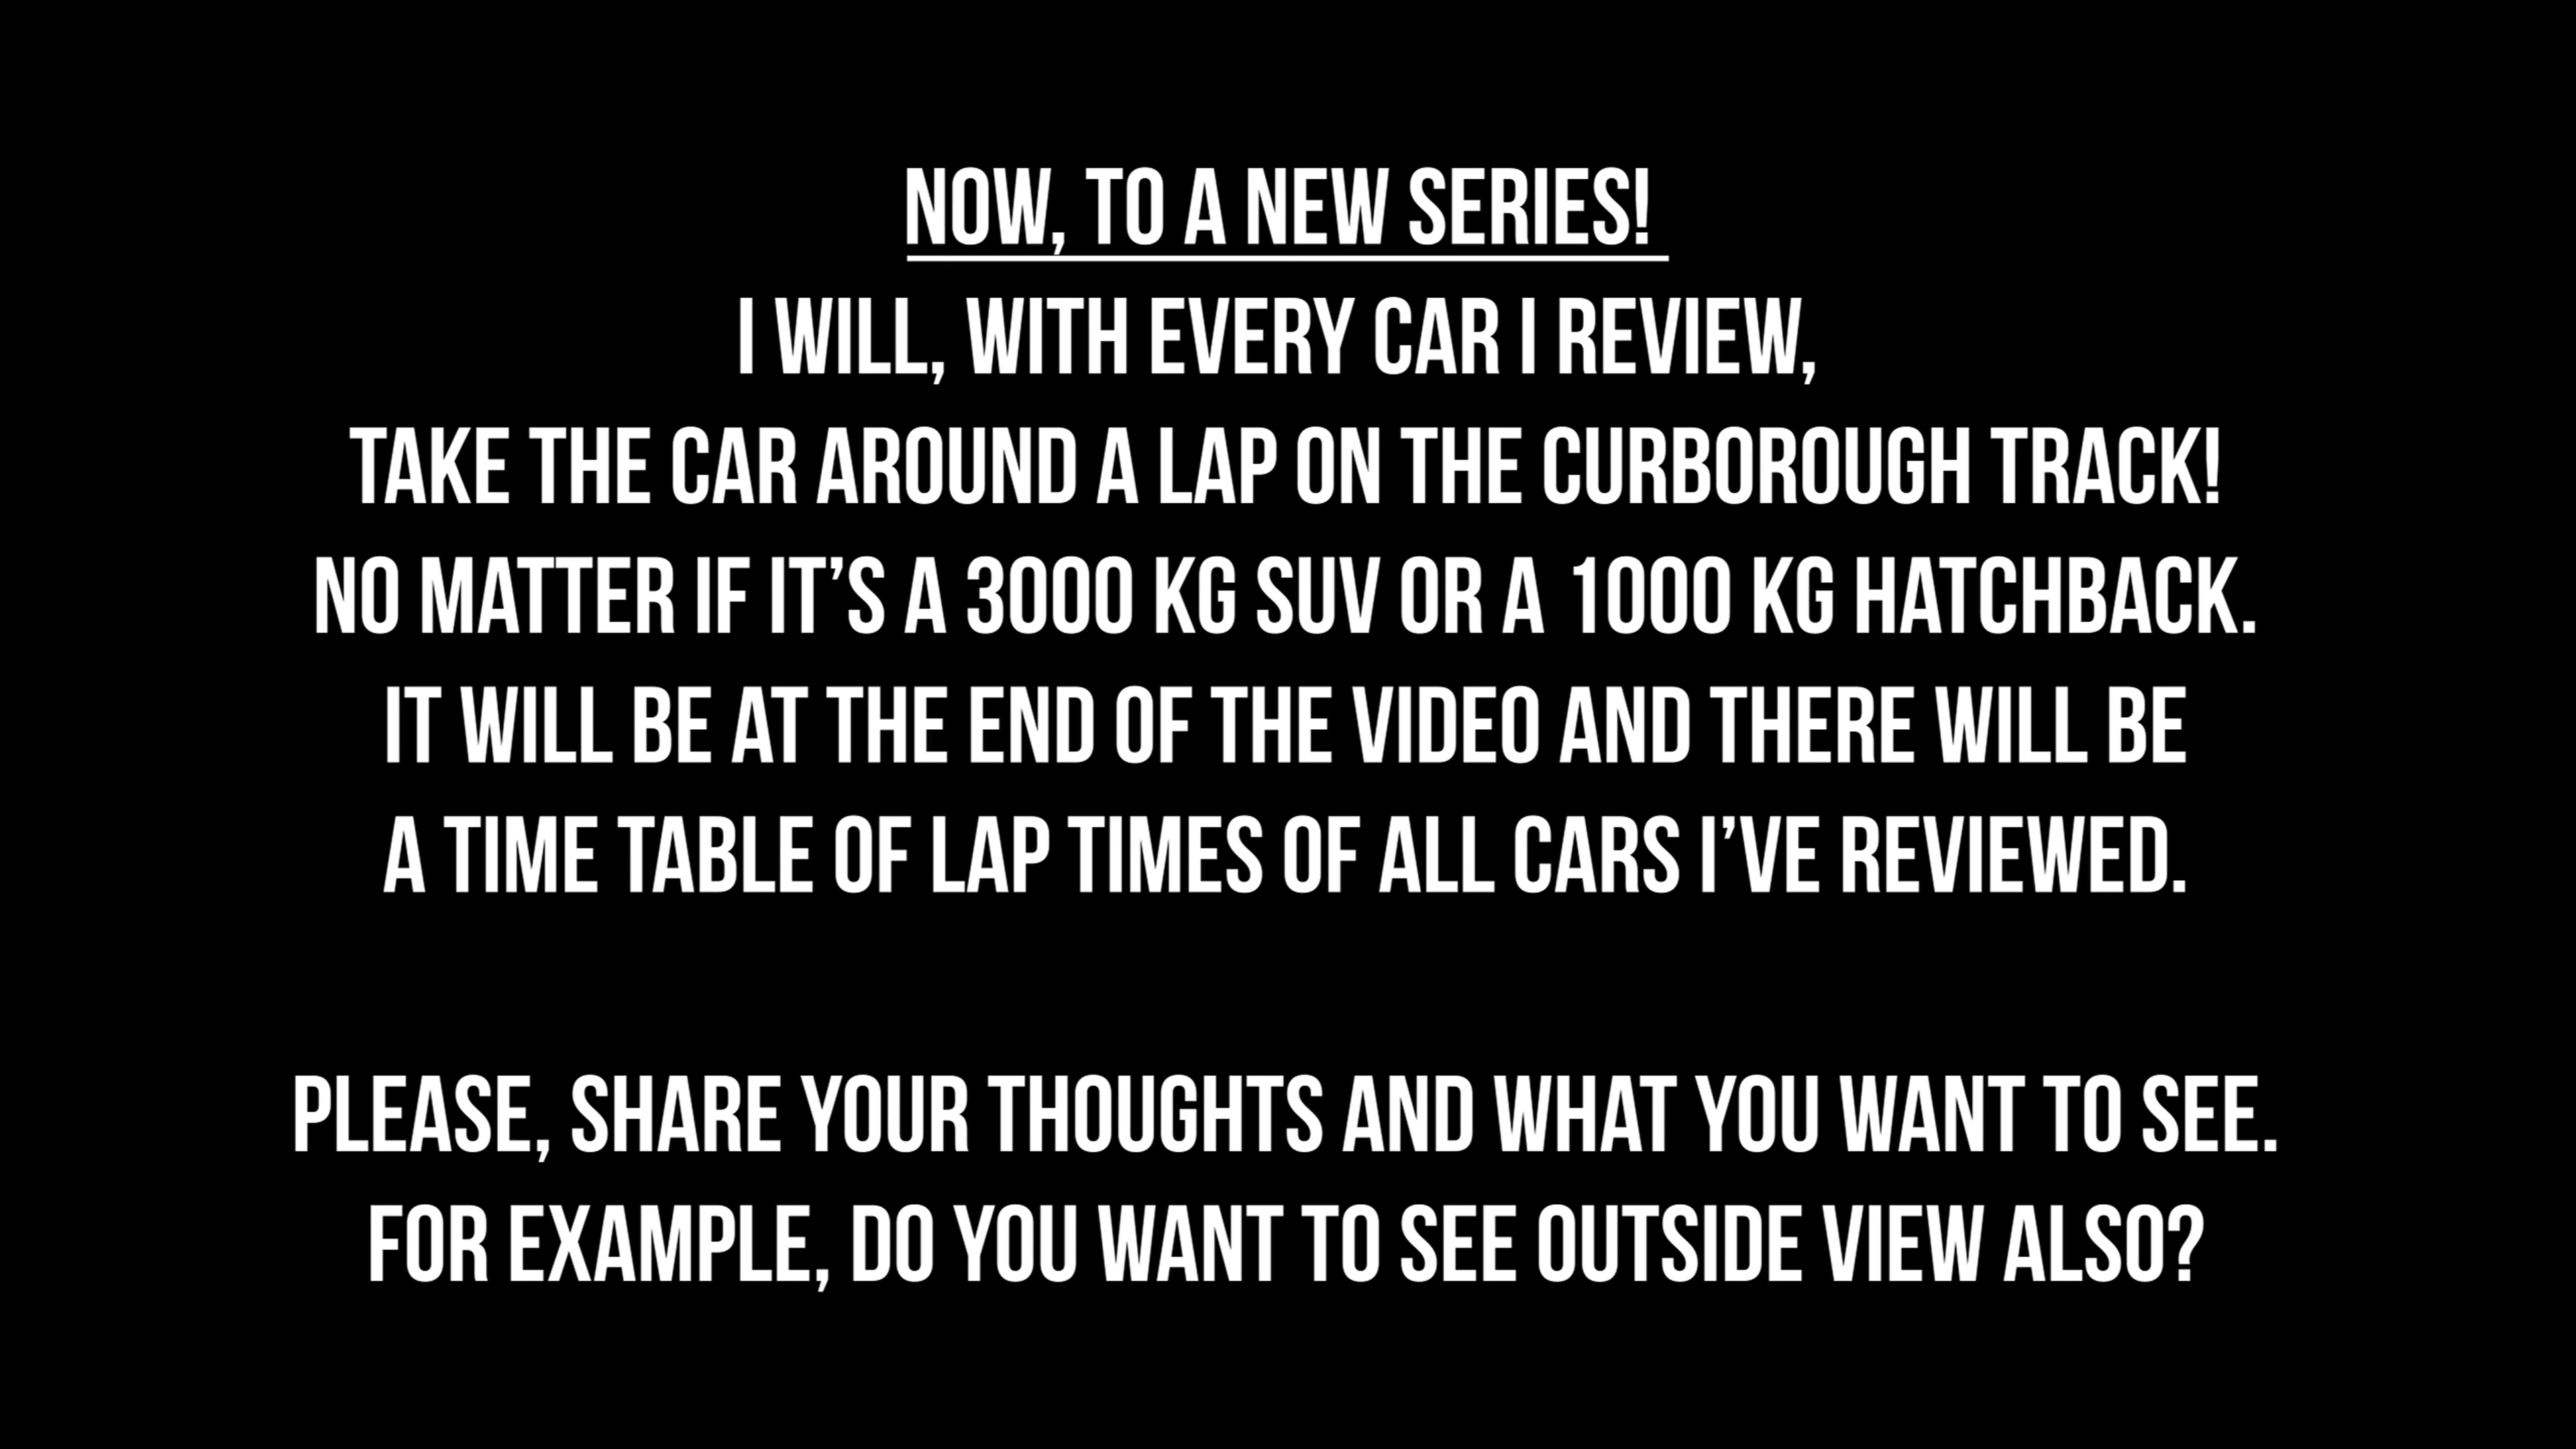 NOW, TO A NEW SERIES!
I WILL, WITH EVERY CAR I REVIEW,
TAKE THE CAR AROUND A LAP ON THE CURBOROUGH TRACK!
NO MATTER IF IT’S A 3000 KG SUV OR A 1000 KG HATCHBACK.
IT WILL BE AT THE END OF THE VIDEO AND THERE WILL BE
A TIME TABLE OF LAP TIMES OF ALL CARS I’VE REVIEWED.
PLEASE, SHARE YOUR THOUGHTS AND WHAT YOU WANT TO SEE.
FOR EXAMPLE, DO YOU WANT TO SEE OUTSIDE VIEW ALSO?